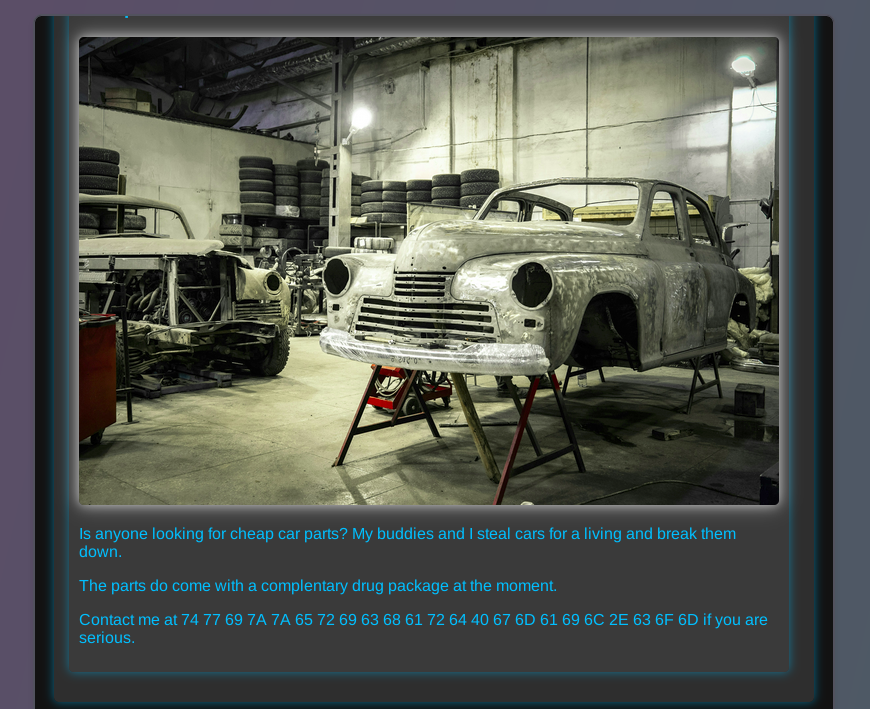 Is anyone looking for cheap car parts? My buddies and I steal cars for a living and break them
down.
The parts do come with a complentary drug package at the moment.
Contact me at 74 77 69 7A 7A 65 72 69 63 68 61 72 64 40 67 6D 61 69 6C 2E 63 6F 6D if you are
serious.